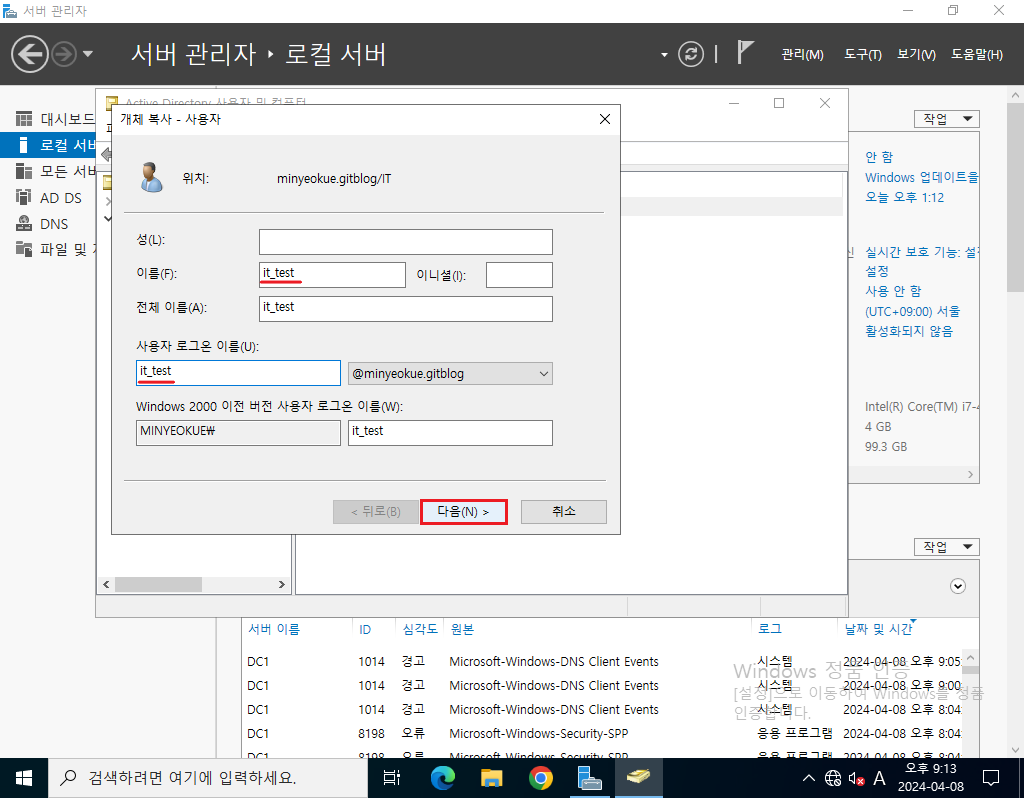 서버 관리자
서버 관리자 · 로컬 서버
관리(M) 도구(T) 보기(V) 도움말(H)
Active Directory 사용자 및 컴퓨터
개체 복사 - 사용자
대시보드
로컬 서버
모든 서버
AD DS
DNS
파일 및
위치: minyeokue.gitblog/IT
성(L):
이름(F): it_test 이니셜(I):
전체 이름(A): it_test
사용자 로그온 이름(U):
it_test @minyeokue.gitblog
Windows 2000 이전 버전 사용자 로그온 이름(W):
MINYEOKUE₩ it_test
< 뒤로(B) 다음(N) > 취소
작업
안 함
Windows 업데이트을
오늘 오후 1:12
실시간 보호 기능: 설정
설정
사용 안 함
(UTC+09:00) 서울
활성화되지 않음
Intel(R) Core(TM) i7-4
4 GB
99.3 GB
작업
서버 이름 ID 심각도 원본 로그 날짜 및 시간
DC1 1014 경고 Microsoft-Windows-DNS Client Events 시스템 2024-04-08 오후 9:05:
DC1 1014 경고 Microsoft-Windows-DNS Client Events 시스템 2024-04-08 오후 9:00:
DC1 1014 경고 Microsoft-Windows-DNS Client Events 시스템 2024-04-08 오후 8:04:
DC1 8198 오류 Microsoft-Windows-Security-SPP 응용 프로그램 2024-04-08 오후 8:04:
DC1 8198 오류 Microsoft-Windows-Security-SPP 응용 프로그램 2024-04-08 오후 8:04:
Windows 정품 인증
[설정]으로 이동하여 Windows를 정품
인증합니다.
검색하려면 여기에 입력하세요.
A
오후 9:13
2024-04-08